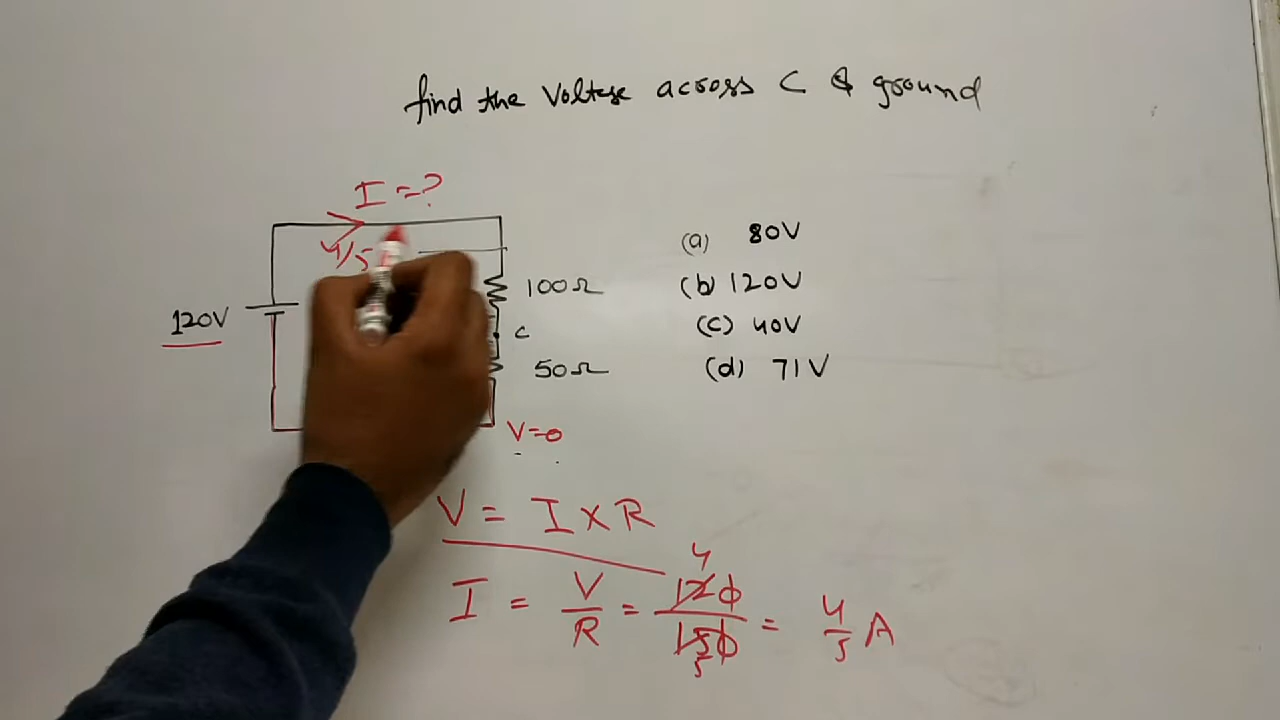 find the Voltage across C & ground
I = ?
4/5
120V
100Ω
C
50Ω
V=0
(a) 80V
(b) 120V
(c) 40V
(d) 71V
V = I × R
I = V/R = 120/150 = 4/5 A
4
5